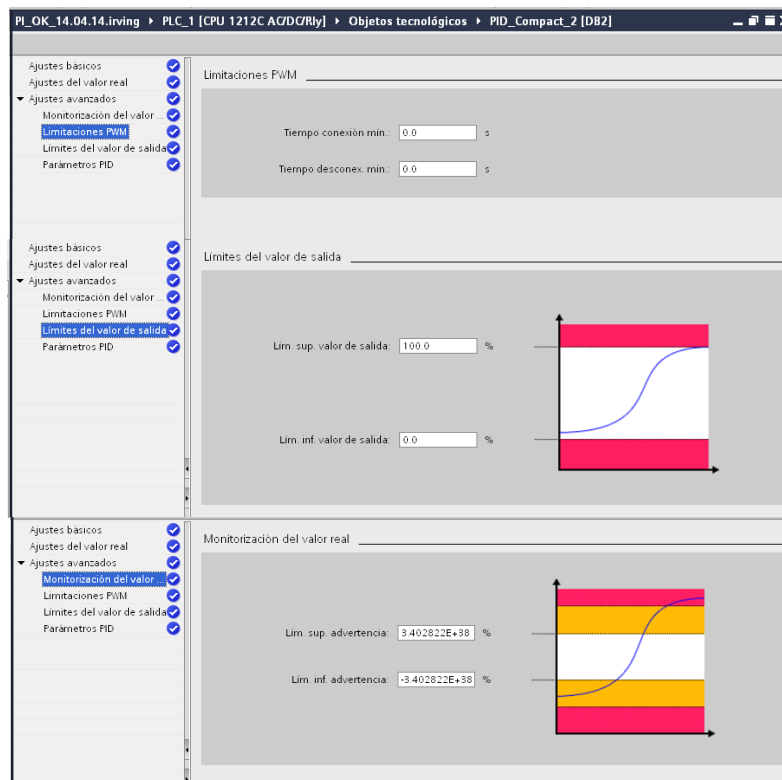 PI_OK_14.04.14.irving ▸ PLC_1 [CPU 1212C AC/DC/Rly] ▸ Objetos tecnológicos ▸ PID_Compact_2 [DB2]
Ajustes básicos
Ajustes del valor real
Ajustes avanzados
Monitorización del valor ...
Limitaciones PWM
Límites del valor de salida
Parámetros PID
Limitaciones PWM
Tiempo conexión mín.: 0.0 s
Tiempo desconex. mín.: 0.0 s
Ajustes básicos
Ajustes del valor real
Ajustes avanzados
Monitorización del valor ...
Limitaciones PWM
Límites del valor de salida
Parámetros PID
Límites del valor de salida
Lím. sup. valor de salida: 100.0 %
Lím. inf. valor de salida: 0.0 %
Ajustes básicos
Ajustes del valor real
Ajustes avanzados
Monitorización del valor ...
Limitaciones PWM
Límites del valor de salida
Parámetros PID
Monitorización del valor real
Lím. sup. advertencia: 3.402822E+38 %
Lím. inf. advertencia: -3.402822E+38 %